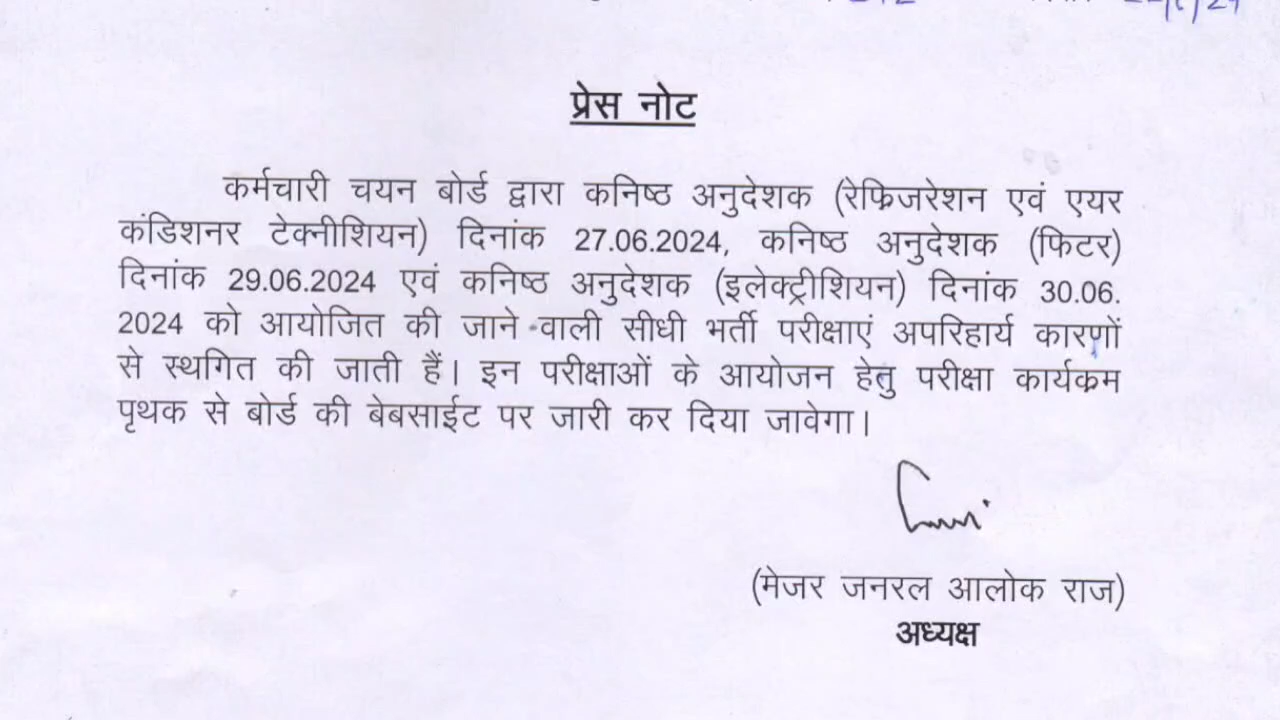 प्रेस नोट
कर्मचारी चयन बोर्ड द्वारा कनिष्ठ अनुदेशक (रेफ्रिजरेशन एवं एयर
कंडिशनर टेक्नीशियन) दिनांक 27.06.2024, कनिष्ठ अनुदेशक (फिटर)
दिनांक 29.06.2024 एवं कनिष्ठ अनुदेशक (इलेक्ट्रीशियन) दिनांक 30.06.
2024 को आयोजित की जाने वाली सीधी भर्ती परीक्षाएं अपरिहार्य कारणों
से स्थगित की जाती हैं। इन परीक्षाओं के आयोजन हेतु परीक्षा कार्यक्रम
पृथक से बोर्ड की बेबसाईट पर जारी कर दिया जावेगा।
(मेजर जनरल आलोक राज)
अध्यक्ष